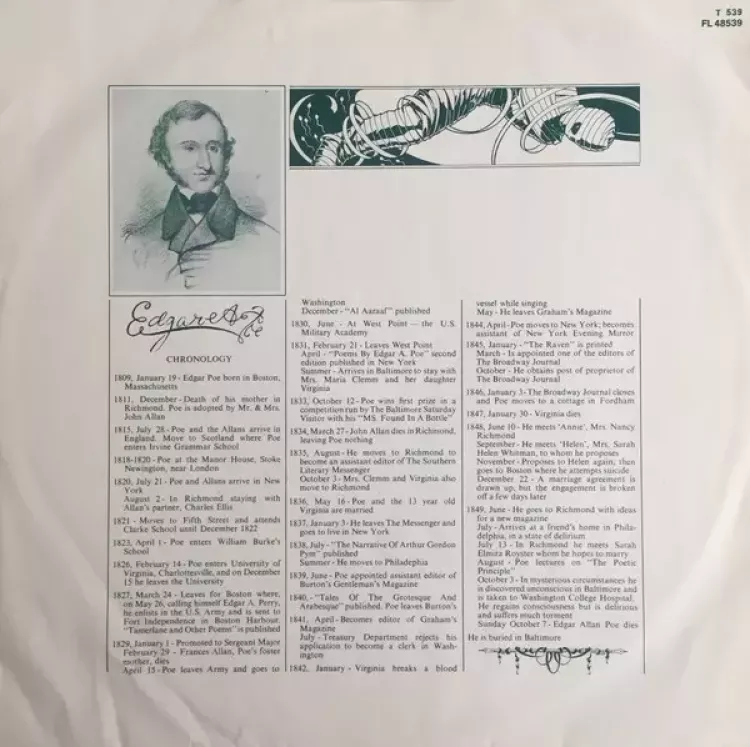 T 539
FL 48539
Edgar A Poe
CHRONOLOGY
1809, January 19 - Edgar Poe born in Boston,
Massachusetts
1811, December - Death of his mother in
Richmond. Poe is adopted by Mr. & Mrs.
John Allan
1815, July 28 - Poe and the Allans arrive in
England. Move to Scotland where Poe
enters Irvine Grammar School
1818-1820 - Poe at the Manor House, Stoke
Newington, near London
1820, July 21 - Poe and Allans arrive in New
York
August 2 - In Richmond staying with
Allan's partner, Charles Ellis
1821 - Moves to Fifth Street and attends
Clarke School until December 1822
1823, April 1 - Poe enters William Burke's
School
1826, February 14 - Poe enters University of
Virginia, Charlottesville, and on December
15 he leaves the University
1827, March 24 - Leaves for Boston where,
on May 26, calling himself Edgar A. Perry,
he enlists in the U.S. Army and is sent to
Fort Independence in Boston Harbour.
"Tamerlane and Other Poems" is published
1829, January 1 - Promoted to Sergeant Major
February 29 - Frances Allan, Poe's foster
mother, dies
April 15 - Poe leaves Army and goes to
Washington
December - "Al Aaraaf" published
1830, June - At West Point — the U.S.
Military Academy
1831, February 21 - Leaves West Point
April - "Poems By Edgar A. Poe" second
edition published in New York
Summer - Arrives in Baltimore to stay with
Mrs. Maria Clemm and her daughter
Virginia
1833, October 12 - Poe wins first prize in a
competition run by The Baltimore Saturday
Visitor with his "MS. Found In A Bottle"
1834, March 27 - John Allan dies in Richmond,
leaving Poe nothing
1835, August - He moves to Richmond to
become an assistant editor of The Southern
Literary Messenger
October 3 - Mrs. Clemm and Virginia also
move to Richmond
1836, May 16 - Poe and the 13 year old
Virginia are married
1837, January 3 - He leaves The Messenger and
goes to live in New York
1838, July - "The Narrative Of Arthur Gordon
Pym" published
Summer - He moves to Philadephia
1839, June - Poe appointed assistant editor of
Burton's Gentleman's Magazine
1840 - "Tales Of The Grotesque And
Arabesque" published. Poe leaves Burton's
1841, April - Becomes editor of Graham's
Magazine
July - Treasury Department rejects his
application to become a clerk in Wash-
ington
1842, January - Virginia breaks a blood
vessel while singing
May - He leaves Graham's Magazine
1844, April - Poe moves to New York; becomes
assistant of New York Evening Mirror
1845, January - "The Raven" is printed
March - Is appointed one of the editors of
The Broadway Journal
October - He obtains post of proprietor of
The Broadway Journal
1846, January 3 - The Broadway Journal closes
and Poe moves to a cottage in Fordham
1847, January 30 - Virginia dies
1848, June 10 - He meets 'Annie', Mrs. Nancy
Richmond
September - He meets 'Helen', Mrs. Sarah
Helen Whitman, to whom he proposes
November - Proposes to Helen again, then
goes to Boston where he attempts suicide
December 22 - A marriage agreement is
drawn up, but the engagement is broken
off a few days later
1849, June - He goes to Richmond with ideas
for a new magazine
July - Arrives at a friend's home in Phila-
delphia, in a state of delirium
July 13 - In Richmond he meets Sarah
Elmira Royster whom he hopes to marry
August - Poe lectures on "The Poetic
Principle"
October 3 - In mysterious circumstances he
is discovered unconscious in Baltimore and
is taken to Washington College Hospital.
He regains consciousness but is delirious
and suffers much torment
Sunday October 7 - Edgar Allan Poe dies
He is buried in Baltimore